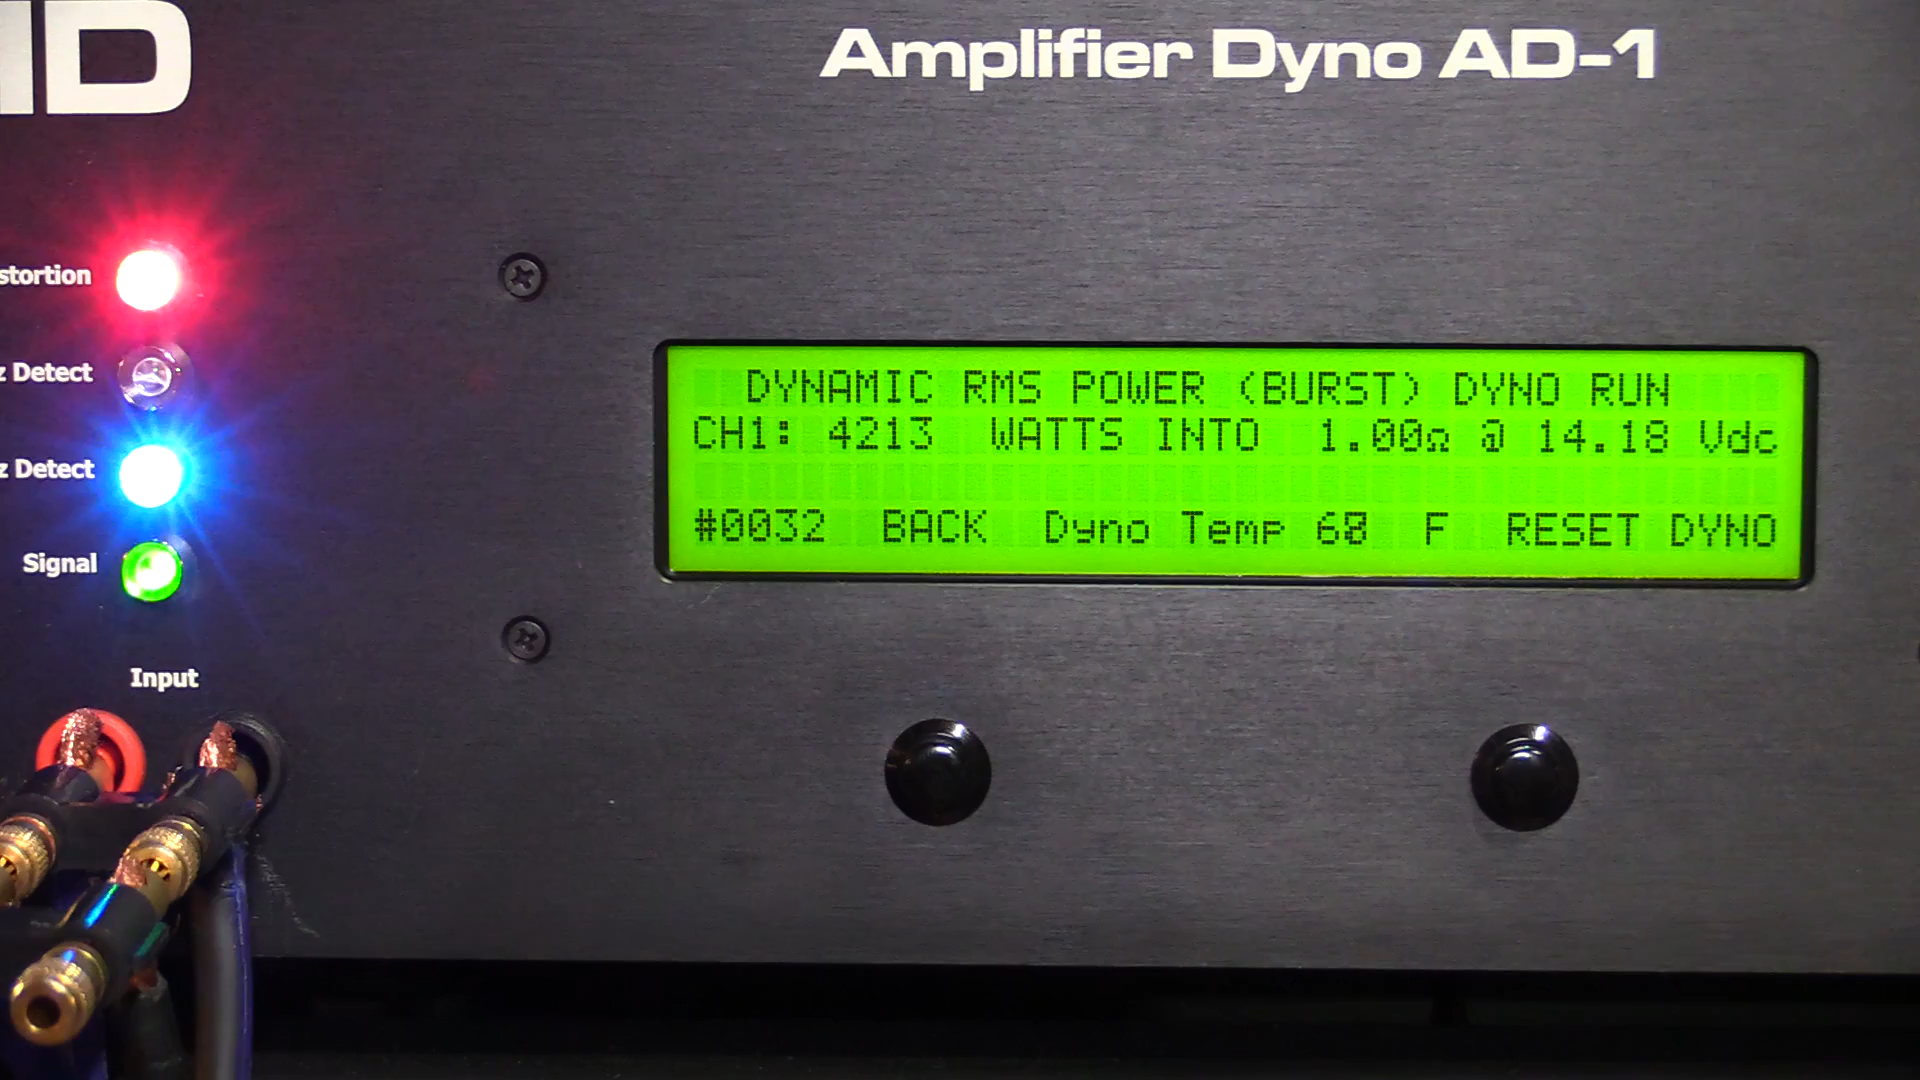 Amplifier Dyno AD-1
stortion
z Detect
z Detect
Signal
Input
DYNAMIC RMS POWER (BURST) DYNO RUN
CH1: 4213 WATTS INTO 1.00Ω @ 14.18 Vdc
#0032 BACK Dyno Temp 60 F RESET DYNO